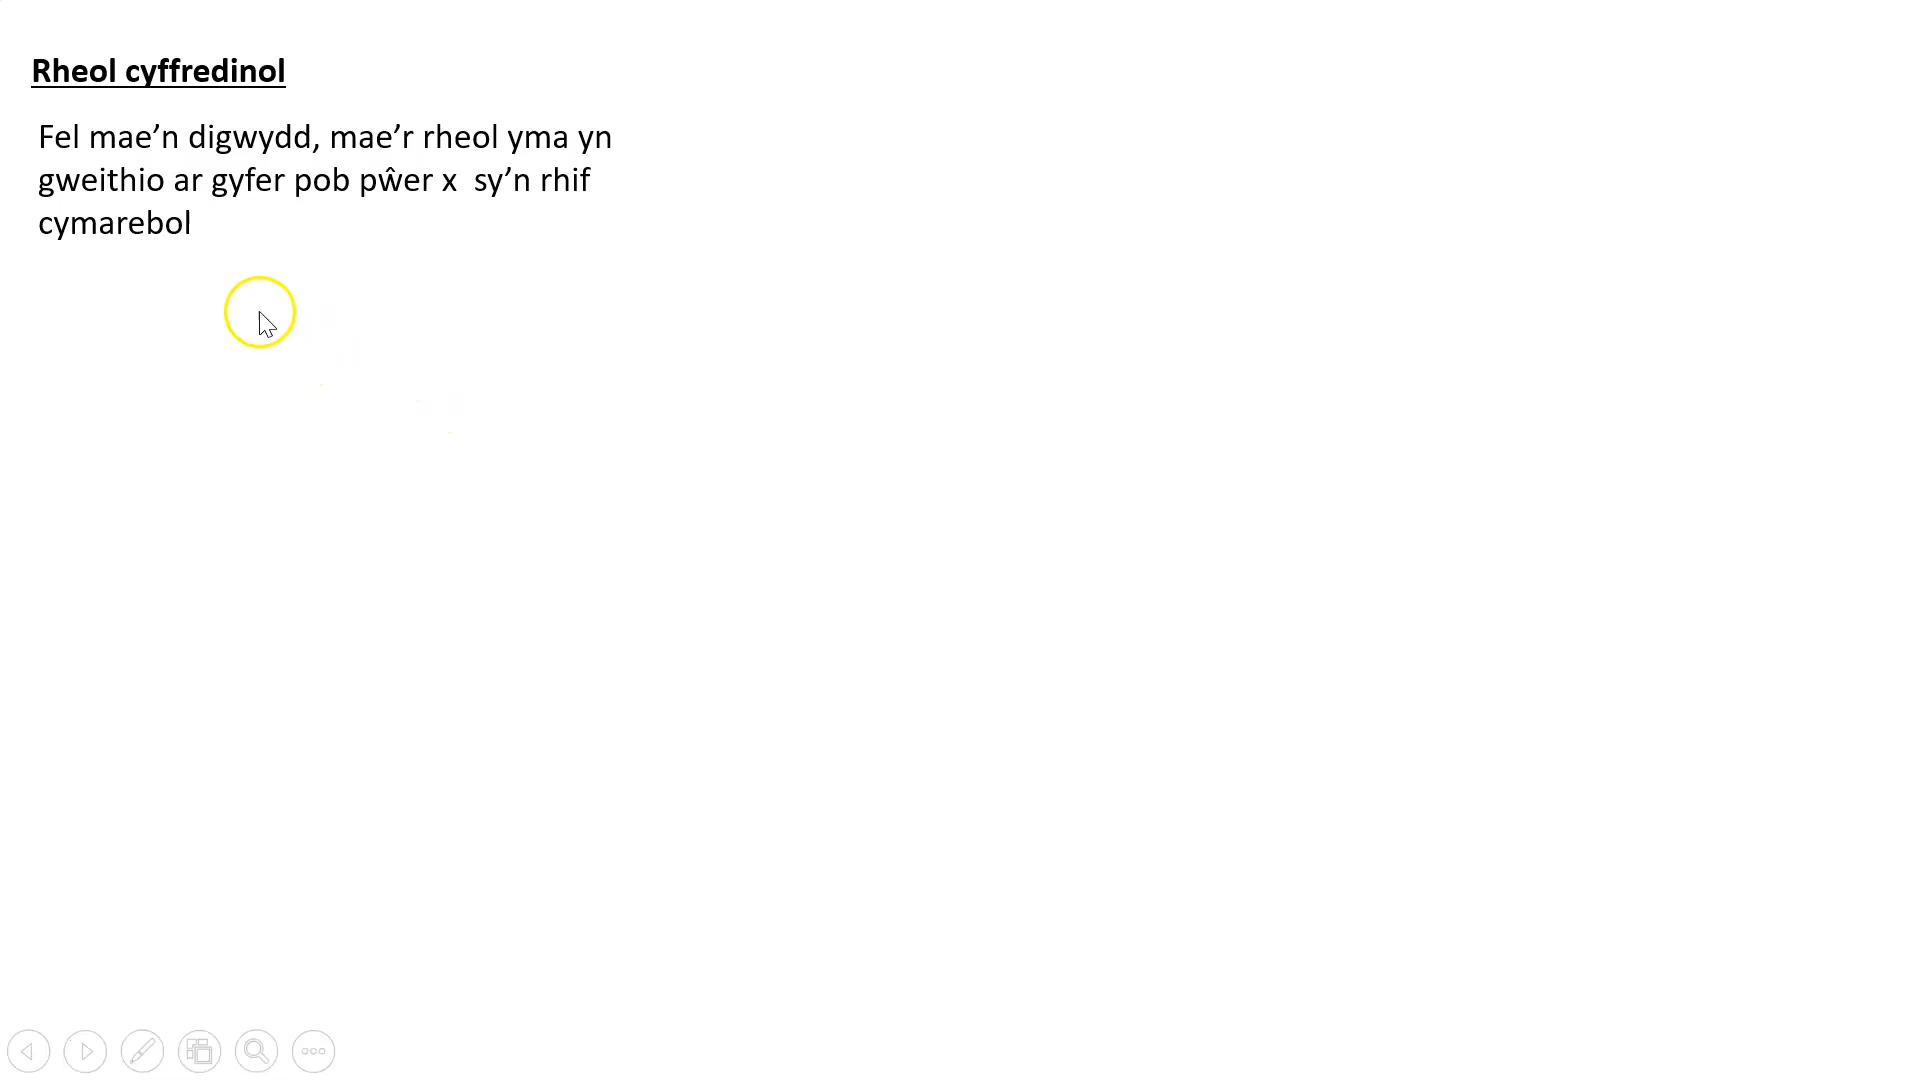 Rheol cyffredinol
Fel mae’n digwydd, mae’r rheol yma yn
gweithio ar gyfer pob pŵer x  sy’n rhif
cymarebol